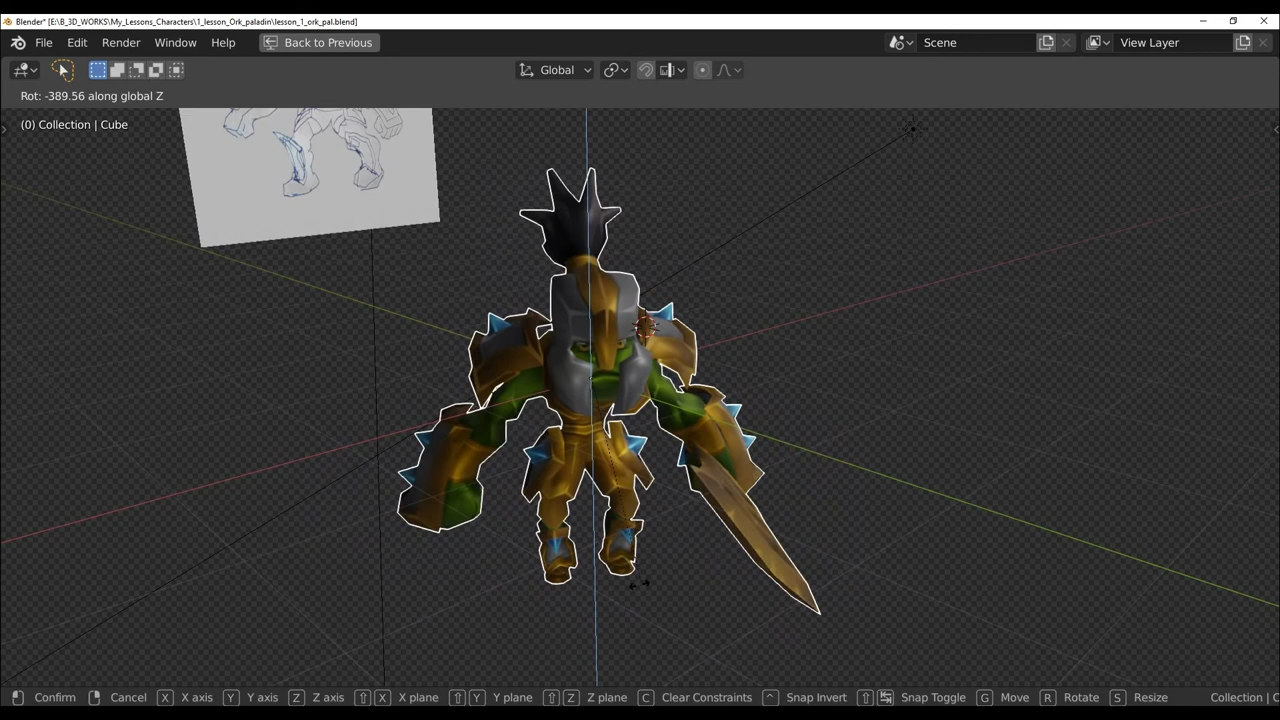 Blender* [E:\B_3D_WORKS\My_Lessons_Characters\1_lesson_Ork_paladin\lesson_1_ork_pal.blend]
File Edit Render Window Help Back to Previous Scene View Layer
Global
Rot: -389.56 along global Z
(0) Collection | Cube
Confirm Cancel X X axis Y Y axis Z Z axis X X plane Y Y plane Z Z plane C Clear Constraints Snap Invert Snap Toggle G Move R Rotate S Resize Collection | C